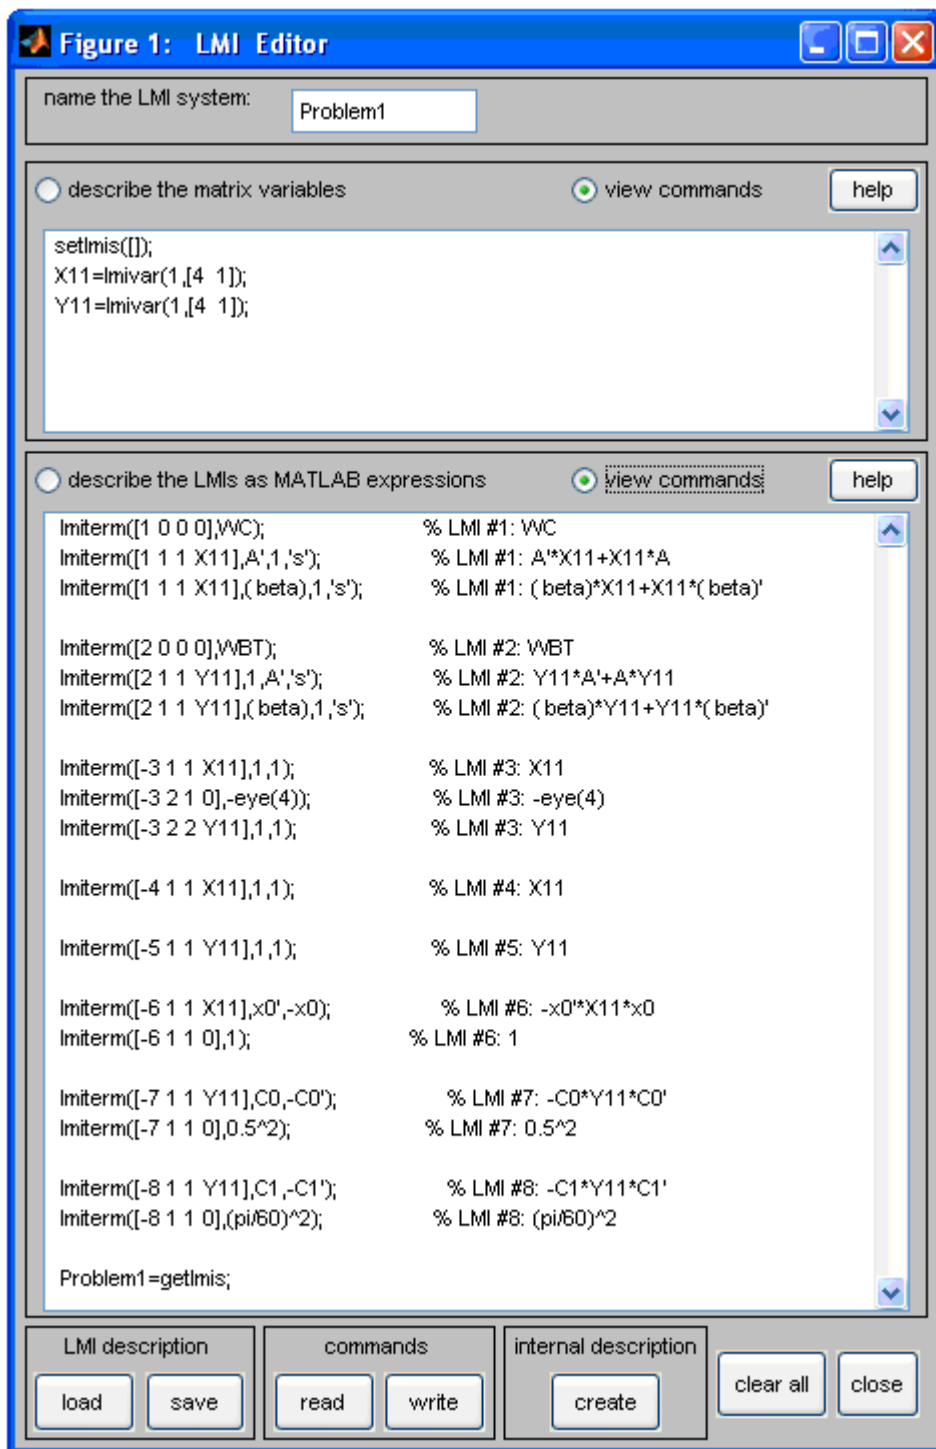 Figure 1: LMI Editor
name the LMI system: Problem1
describe the matrix variables view commands help
setlmis([]);
X11=lmivar(1,[4 1]);
Y11=lmivar(1,[4 1]);
describe the LMIs as MATLAB expressions view commands help
lmiterm([1 0 0 0],WC); % LMI #1: WC
lmiterm([1 1 1 X11],A',1,'s'); % LMI #1: A'*X11+X11*A
lmiterm([1 1 1 X11],( beta),1,'s'); % LMI #1: ( beta)*X11+X11*( beta)'
lmiterm([2 0 0 0],WBT); % LMI #2: WBT
lmiterm([2 1 1 Y11],1,A','s'); % LMI #2: Y11*A'+A*Y11
lmiterm([2 1 1 Y11],( beta),1,'s'); % LMI #2: ( beta)*Y11+Y11*( beta)'
lmiterm([-3 1 1 X11],1,1); % LMI #3: X11
lmiterm([-3 2 1 0],-eye(4)); % LMI #3: -eye(4)
lmiterm([-3 2 2 Y11],1,1); % LMI #3: Y11
lmiterm([-4 1 1 X11],1,1); % LMI #4: X11
lmiterm([-5 1 1 Y11],1,1); % LMI #5: Y11
lmiterm([-6 1 1 X11],x0',-x0); % LMI #6: -x0'*X11*x0
lmiterm([-6 1 1 0],1); % LMI #6: 1
lmiterm([-7 1 1 Y11],C0,-C0'); % LMI #7: -C0*Y11*C0'
lmiterm([-7 1 1 0],0.5^2); % LMI #7: 0.5^2
lmiterm([-8 1 1 Y11],C1,-C1'); % LMI #8: -C1*Y11*C1'
lmiterm([-8 1 1 0],(pi/60)^2); % LMI #8: (pi/60)^2
Problem1=getlmis;
LMI description commands internal description
load save read write create clear all close